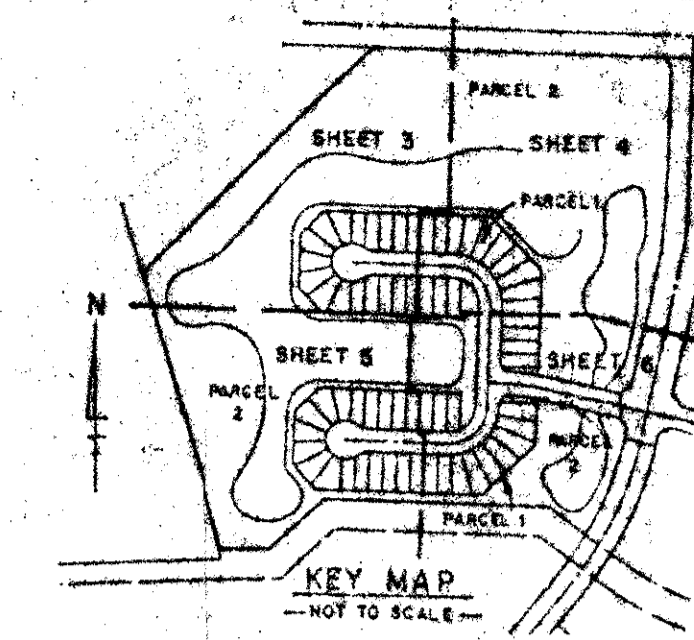 PARCEL 2
SHEET 3
SHEET 4
PARCEL 1
N
SHEET 5
SHEET 6
PARCEL
2
PARCEL
2
PARCEL 1
KEY MAP
—NOT TO SCALE—